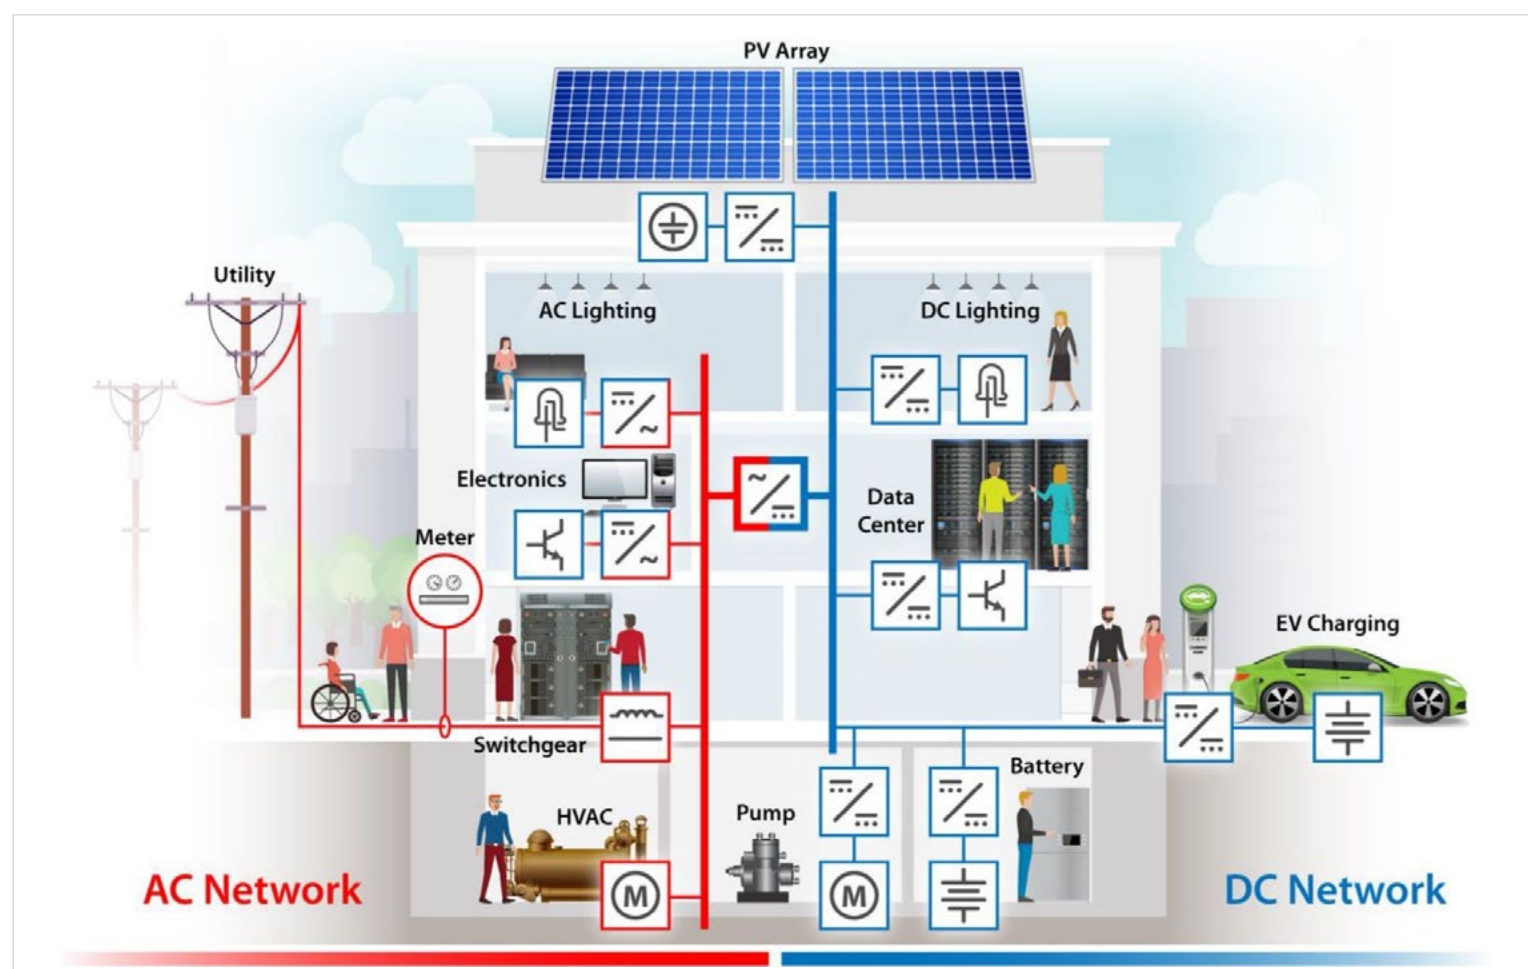 PV Array
Utility
AC Lighting
DC Lighting
Electronics
Data
Center
Meter
EV Charging
Switchgear
Battery
HVAC
Pump
M
M
AC Network
DC Network